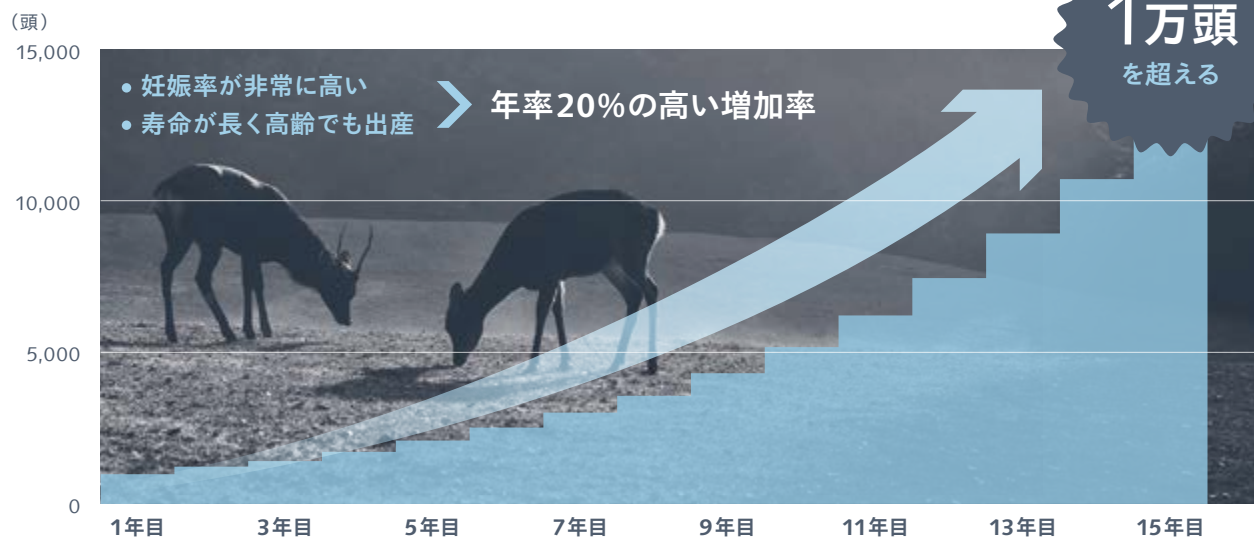 （頭）
15,000
10,000
5,000
0
• 妊娠率が非常に高い
• 寿命が長く高齢でも出産
年率20%の高い増加率
1万頭
を超える
1年目
3年目
5年目
7年目
9年目
11年目
13年目
15年目